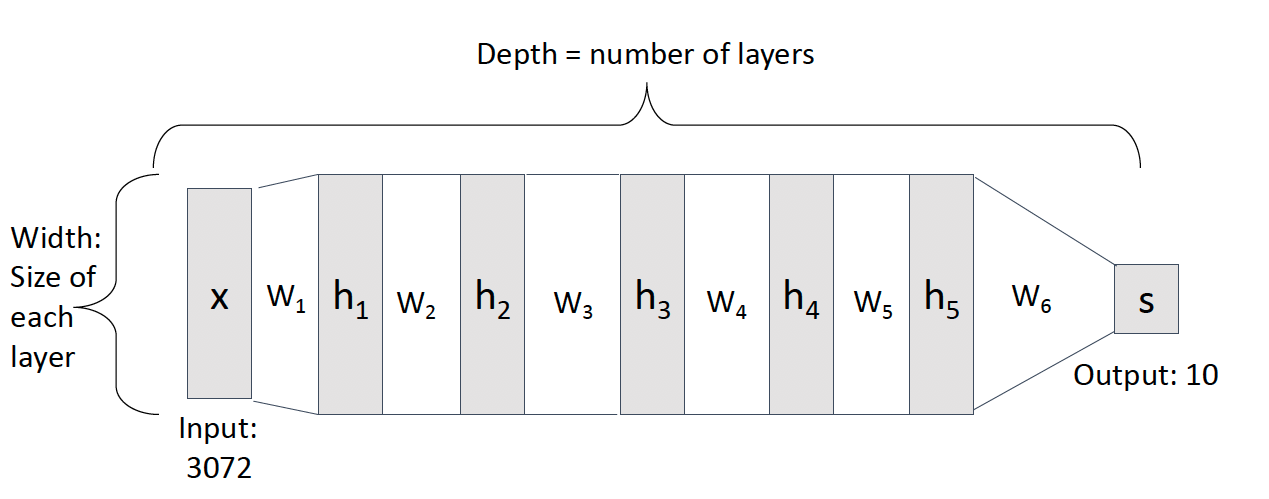 Depth = number of layers
Width:
Size of
each
layer
x W₁ h₁ W₂ h₂ W₃ h₃ W₄ h₄ W₅ h₅ W₆ s
Input:
3072
Output: 10